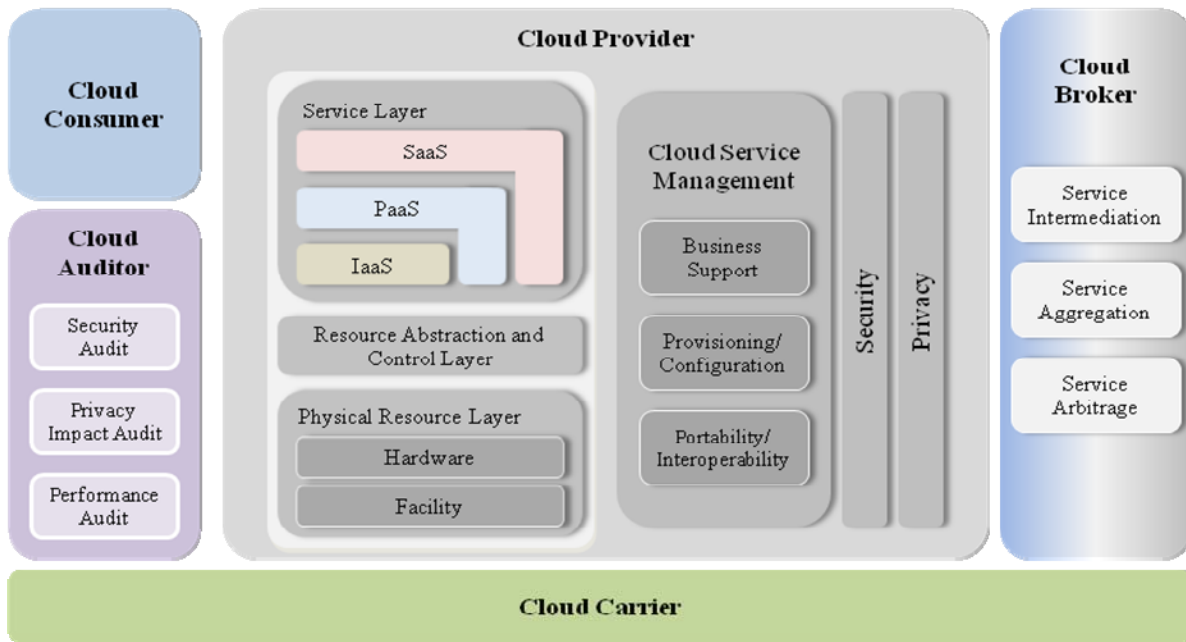 Cloud
Consumer
Cloud
Auditor
Security
Audit
Privacy
Impact Audit
Performance
Audit
Cloud Provider
Service Layer
SaaS
PaaS
IaaS
Resource Abstraction and
Control Layer
Physical Resource Layer
Hardware
Facility
Cloud Service
Management
Business
Support
Provisioning/
Configuration
Portability/
Interoperability
Security
Privacy
Cloud
Broker
Service
Intermediation
Service
Aggregation
Service
Arbitrage
Cloud Carrier